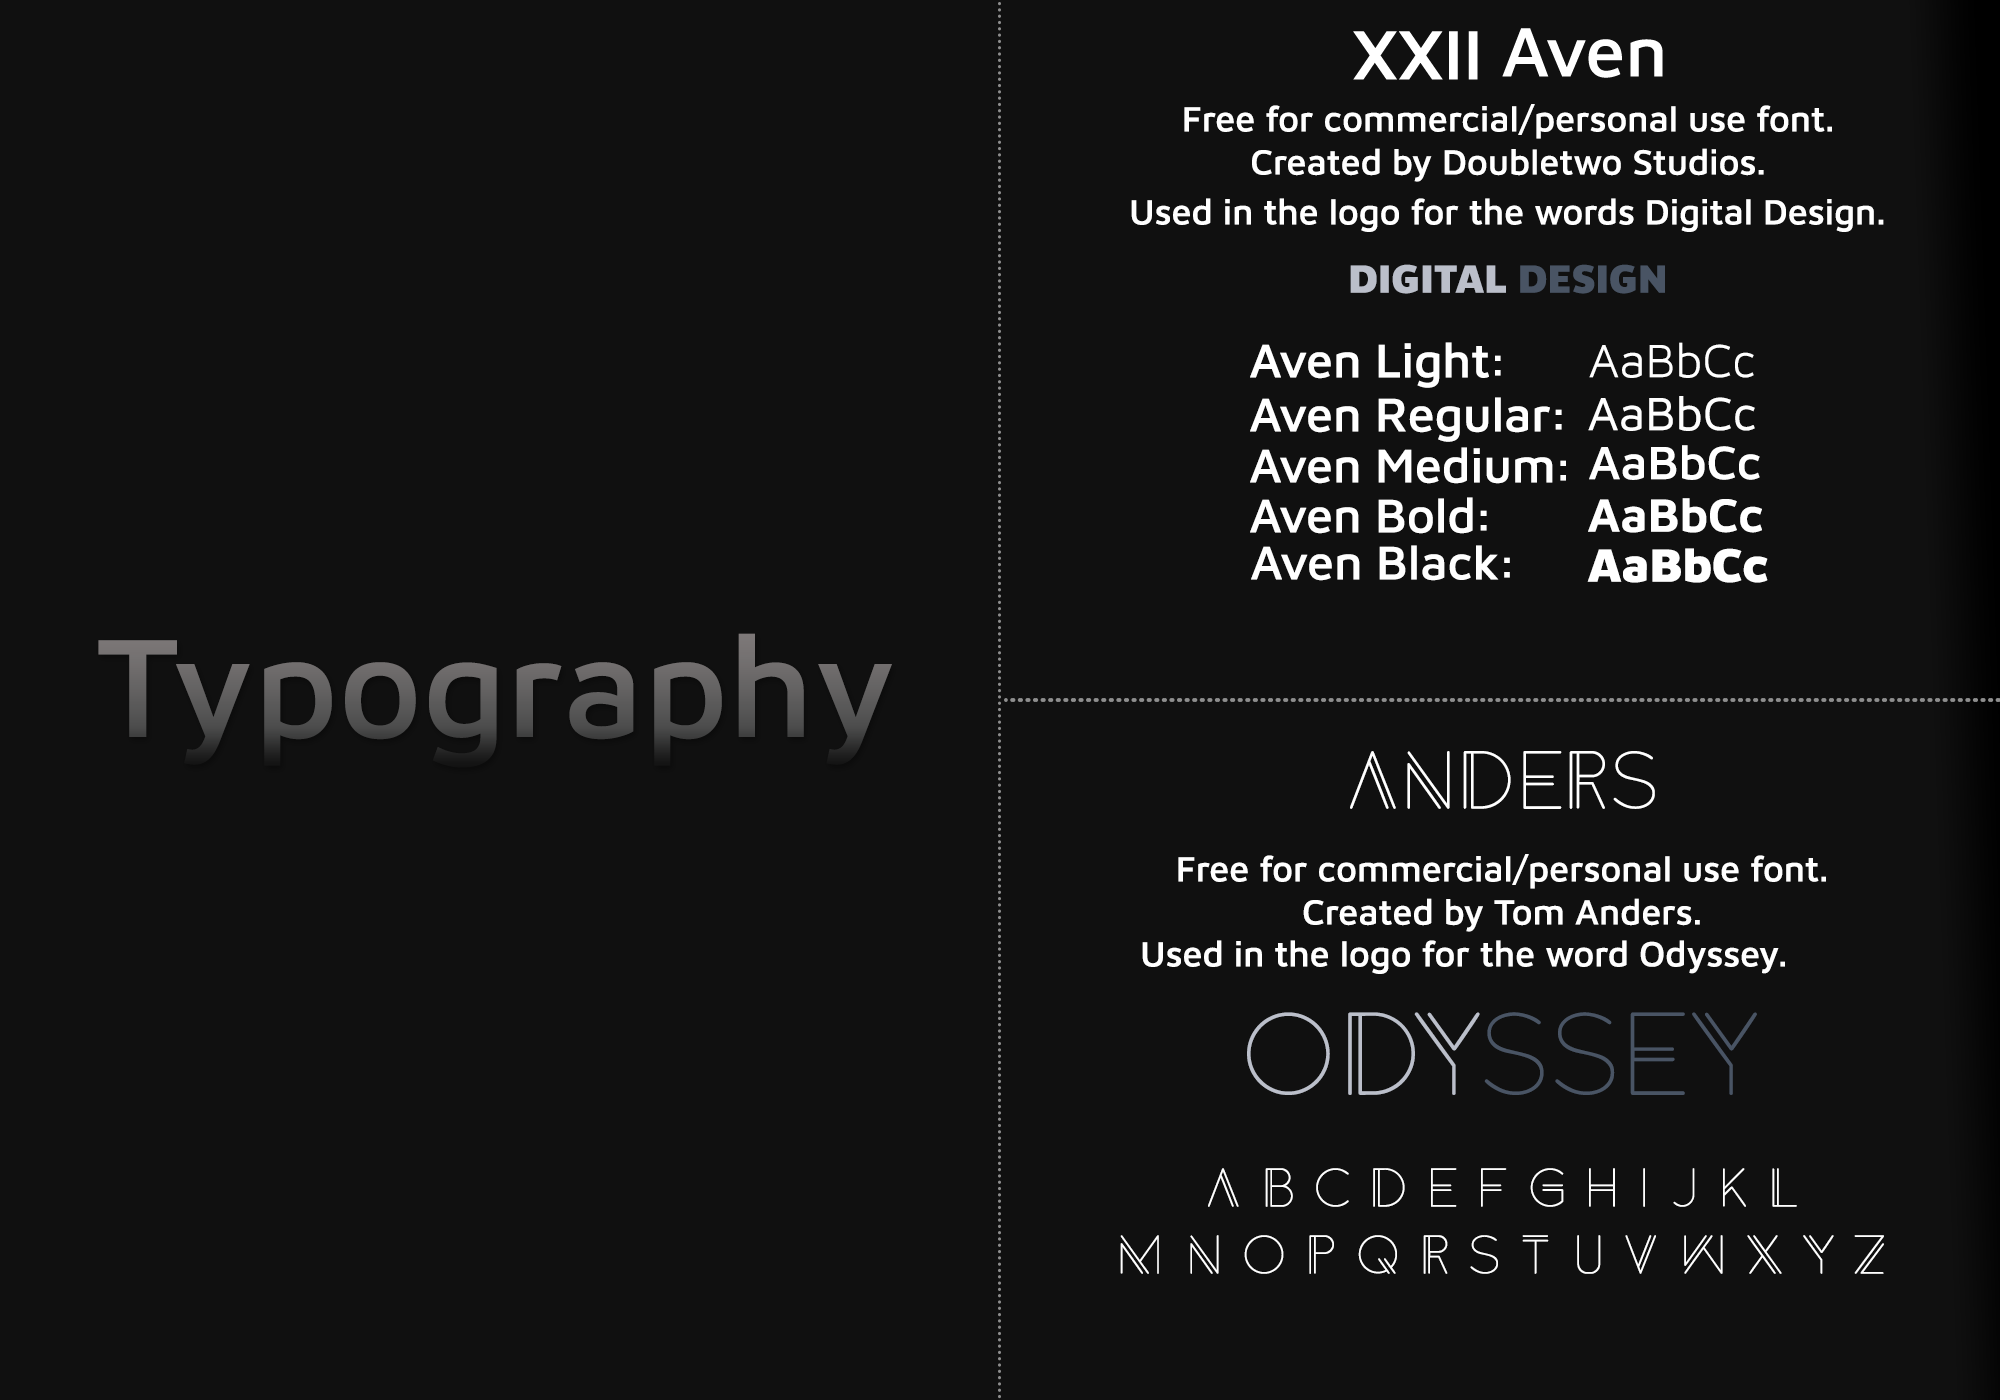 Typography
XXII Aven
Free for commercial/personal use font.
Created by Doubletwo Studios.
Used in the logo for the words Digital Design.
DIGITAL DESIGN
Aven Light: AaBbCc
Aven Regular: AaBbCc
Aven Medium: AaBbCc
Aven Bold: AaBbCc
Aven Black: AaBbCc
ANDERS
Free for commercial/personal use font.
Created by Tom Anders.
Used in the logo for the word Odyssey.
ODYSSEY
A B C D E F G H I J K L
M N O P Q R S T U V W X Y Z